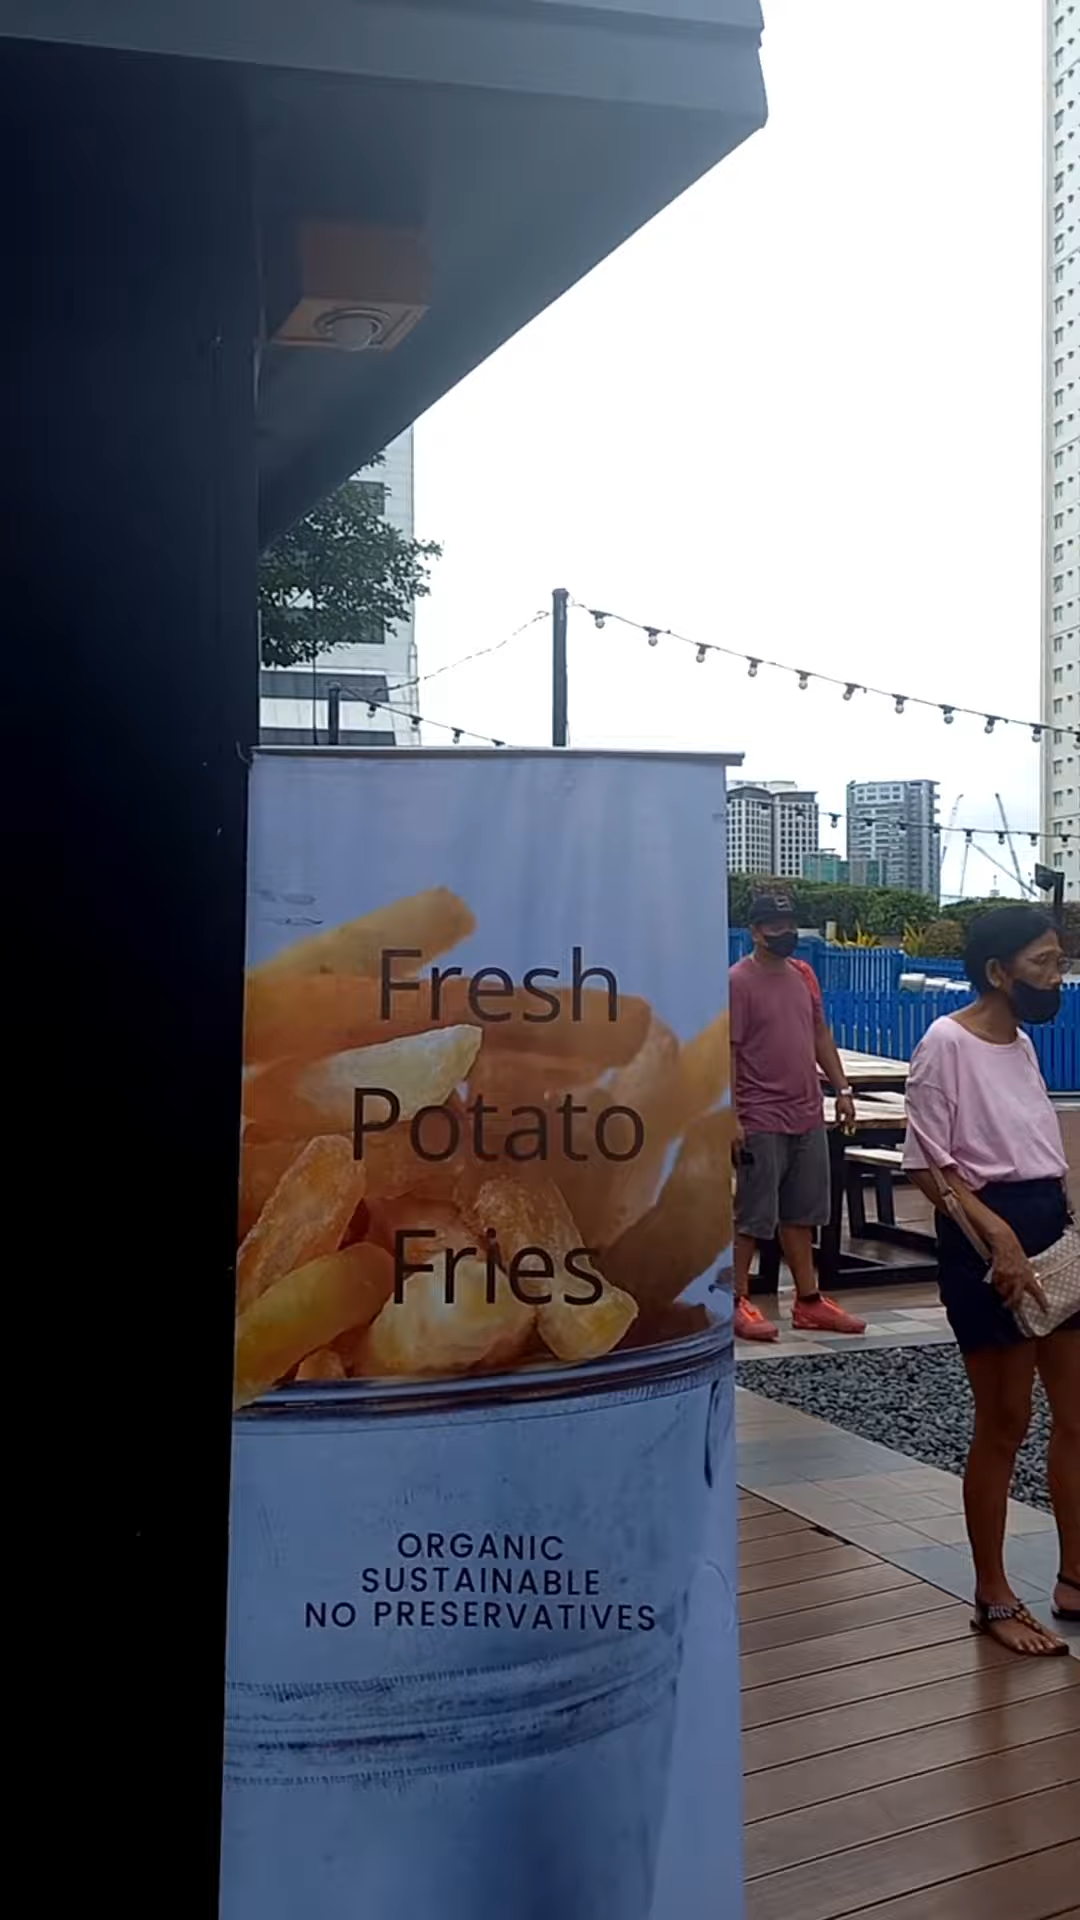 Fresh
Potato
Fries
ORGANIC
SUSTAINABLE
NO PRESERVATIVES